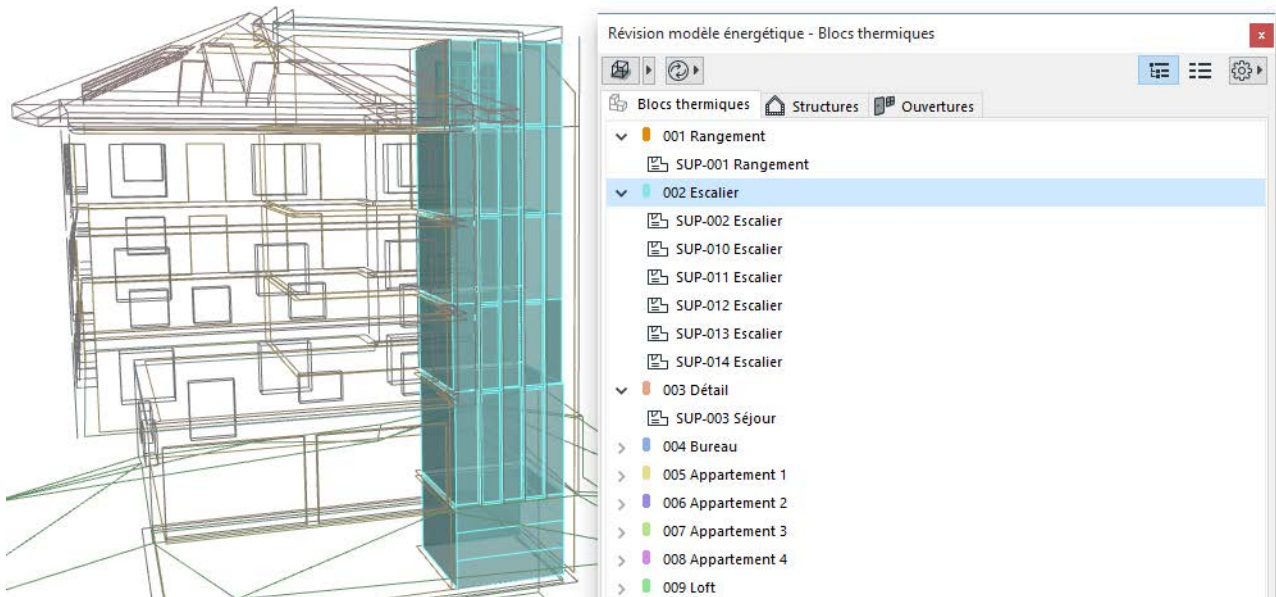 Révision modèle énergétique - Blocs thermiques
x
Blocs thermiques Structures Ouvertures
001 Rangement
SUP-001 Rangement
002 Escalier
SUP-002 Escalier
SUP-010 Escalier
SUP-011 Escalier
SUP-012 Escalier
SUP-013 Escalier
SUP-014 Escalier
003 Détail
SUP-003 Séjour
004 Bureau
005 Appartement 1
006 Appartement 2
007 Appartement 3
008 Appartement 4
009 Loft